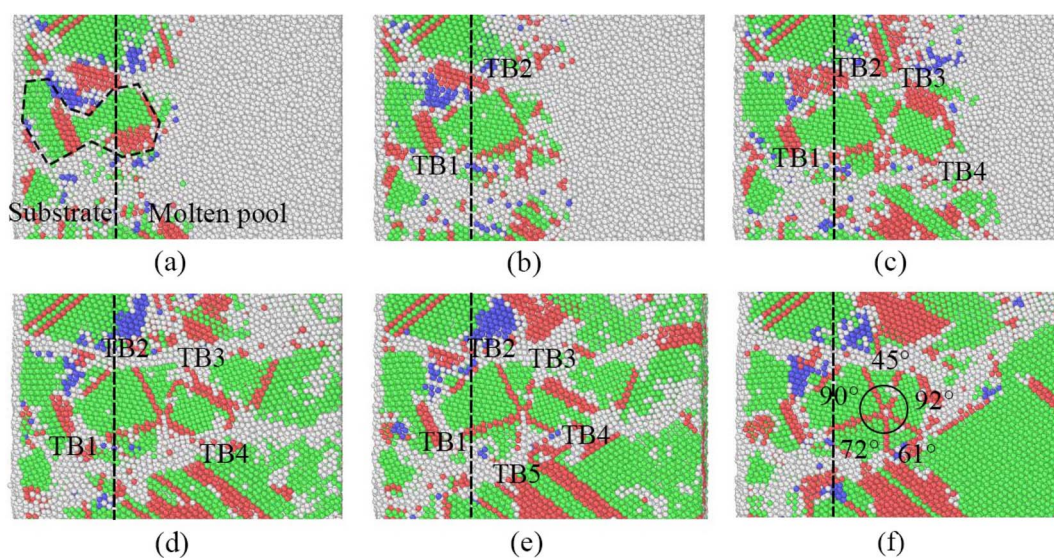 Substrate Molten pool
(a)
TB2
TB1
(b)
TB2 TB3
TB1 TB4
(c)
TB2 TB3
TB1 TB4
(d)
TB2 TB3
TB1 TB4
TB5
(e)
45°
90° 92°
72° 61°
(f)